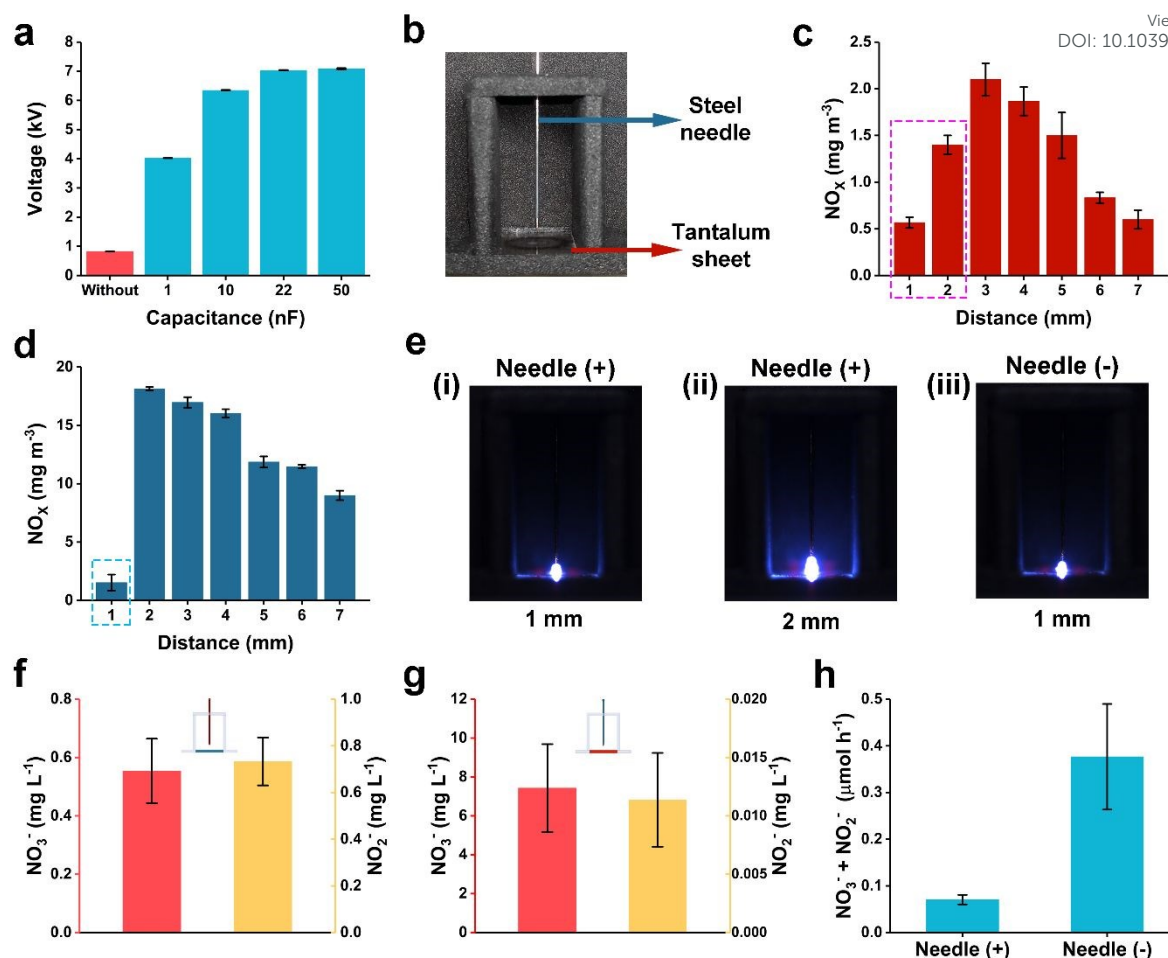 Vie
DOI: 10.1039
a
Voltage (kV)
8
7
6
5
4
3
2
1
0
Without 1 10 22 50
Capacitance (nF)
b
Steel
needle
Tantalum
sheet
c
NOX (mg m⁻³)
2.5
2.0
1.5
1.0
0.5
0.0
1 2 3 4 5 6 7
Distance (mm)
d
NOX (mg m⁻³)
20
15
10
5
0
1 2 3 4 5 6 7
Distance (mm)
e
Needle (+)
(i)
1 mm
Needle (+)
(ii)
2 mm
Needle (-)
(iii)
1 mm
f
NO₃⁻ (mg L⁻¹)
0.8
0.6
0.4
0.2
0.0
1.0
0.8
0.6
0.4
0.2
0.0
NO₂⁻ (mg L⁻¹)
g
NO₃⁻ (mg L⁻¹)
12
10
8
6
4
2
0
0.020
0.015
0.010
0.005
0.000
NO₂⁻ (mg L⁻¹)
h
NO₃⁻ + NO₂⁻ (μmol h⁻¹)
0.5
0.4
0.3
0.2
0.1
0.0
Needle (+) Needle (-)